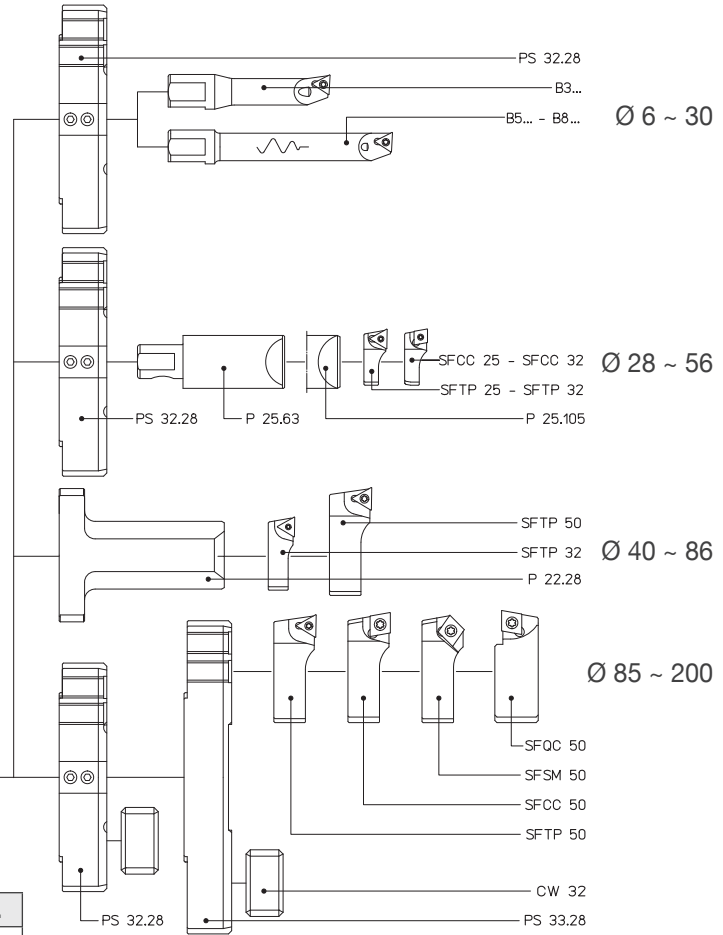 PS 32.28
B3...
B5... - B8...
Ø 6 ~ 30
SFCC 25 - SFCC 32
Ø 28 ~ 56
SFTP 25 - SFTP 32
PS 32.28
P 25.63
P 25.105
SFTP 50
SFTP 32
Ø 40 ~ 86
P 22.28
Ø 85 ~ 200
SFQC 50
SFSM 50
SFCC 50
SFTP 50
CW 32
PS 32.28
PS 33.28